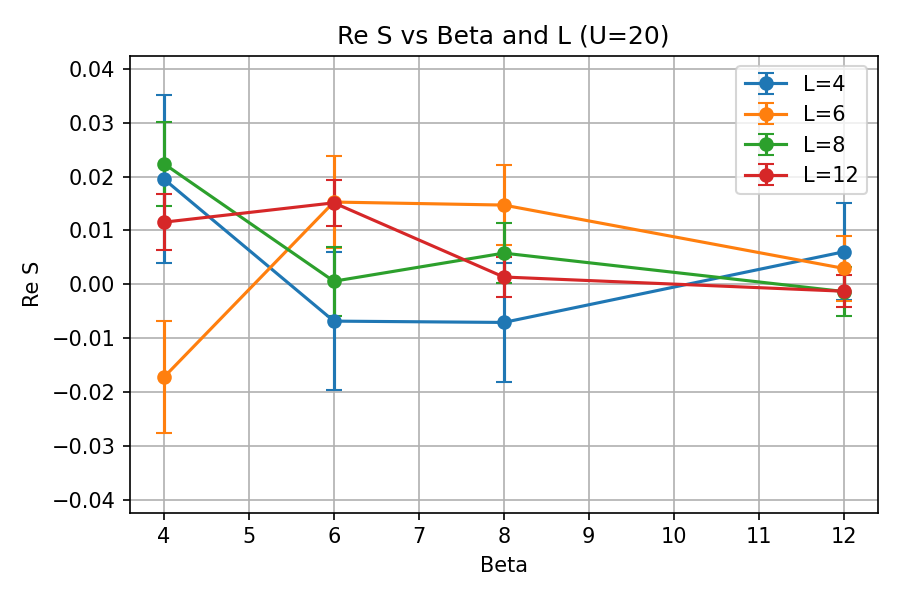 Re S vs Beta and L (U=20)
0.04
0.03
0.02
0.01
0.00
−0.01
−0.02
−0.03
−0.04
Re S
L=4
L=6
L=8
L=12
4 5 6 7 8 9 10 11 12
Beta